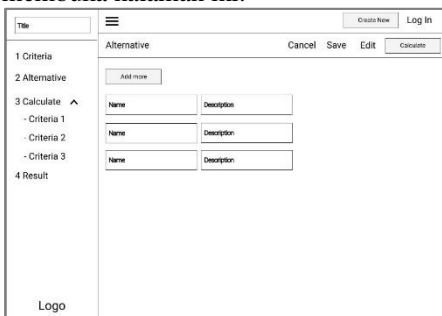 Title
Create New Log In
Alternative Cancel Save Edit Calculate
1 Criteria
2 Alternative
3 Calculate
- Criteria 1
- Criteria 2
- Criteria 3
4 Result
Logo
Add more
Name Description
Name Description
Name Description